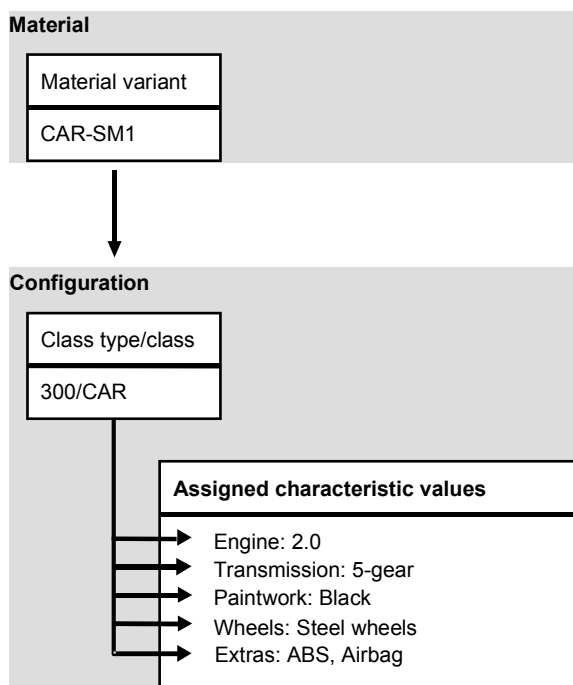 Material
Material variant
CAR-SM1
Configuration
Class type/class
300/CAR
Assigned characteristic values
Engine: 2.0
Transmission: 5-gear
Paintwork: Black
Wheels: Steel wheels
Extras: ABS, Airbag